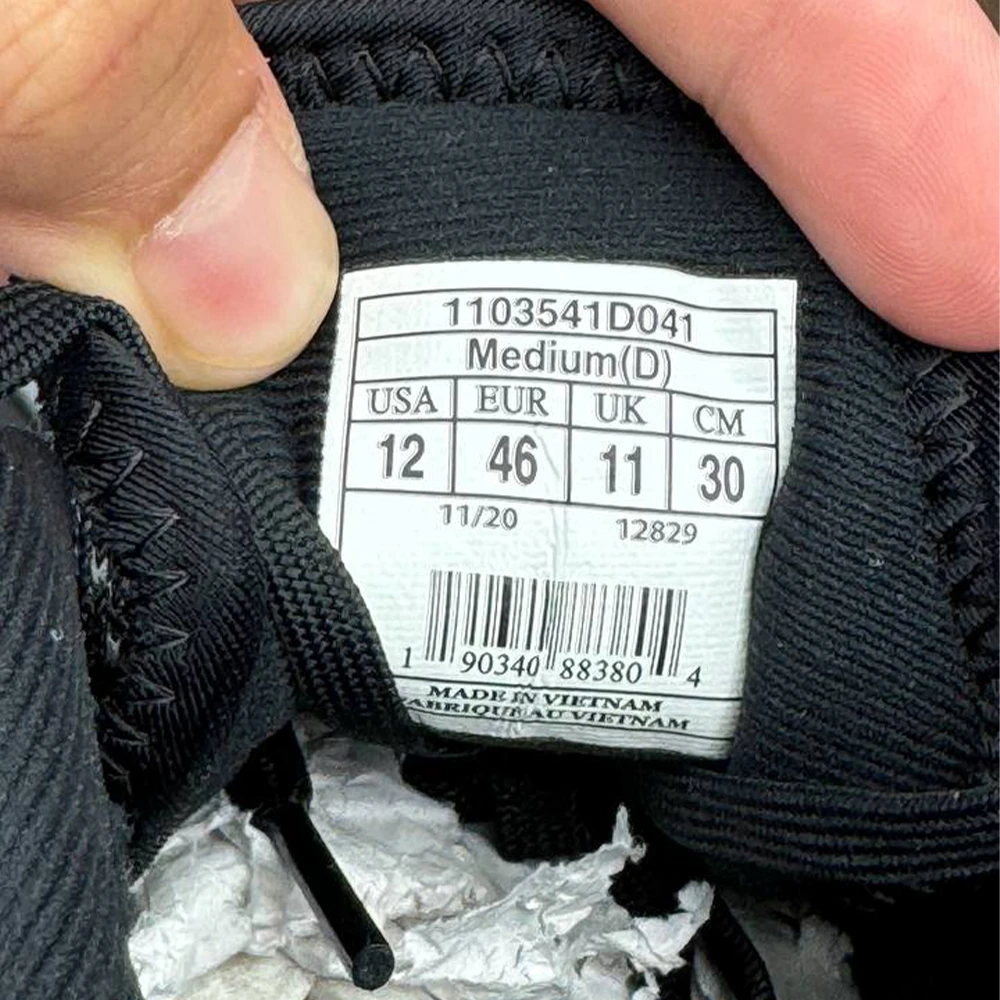 1103541D041
Medium(D)
USA EUR UK CM
12 46 11 30
11/20 12829
1 90340 88380 4
MADE IN VIETNAM
ABRIQUE AU VIETNAM